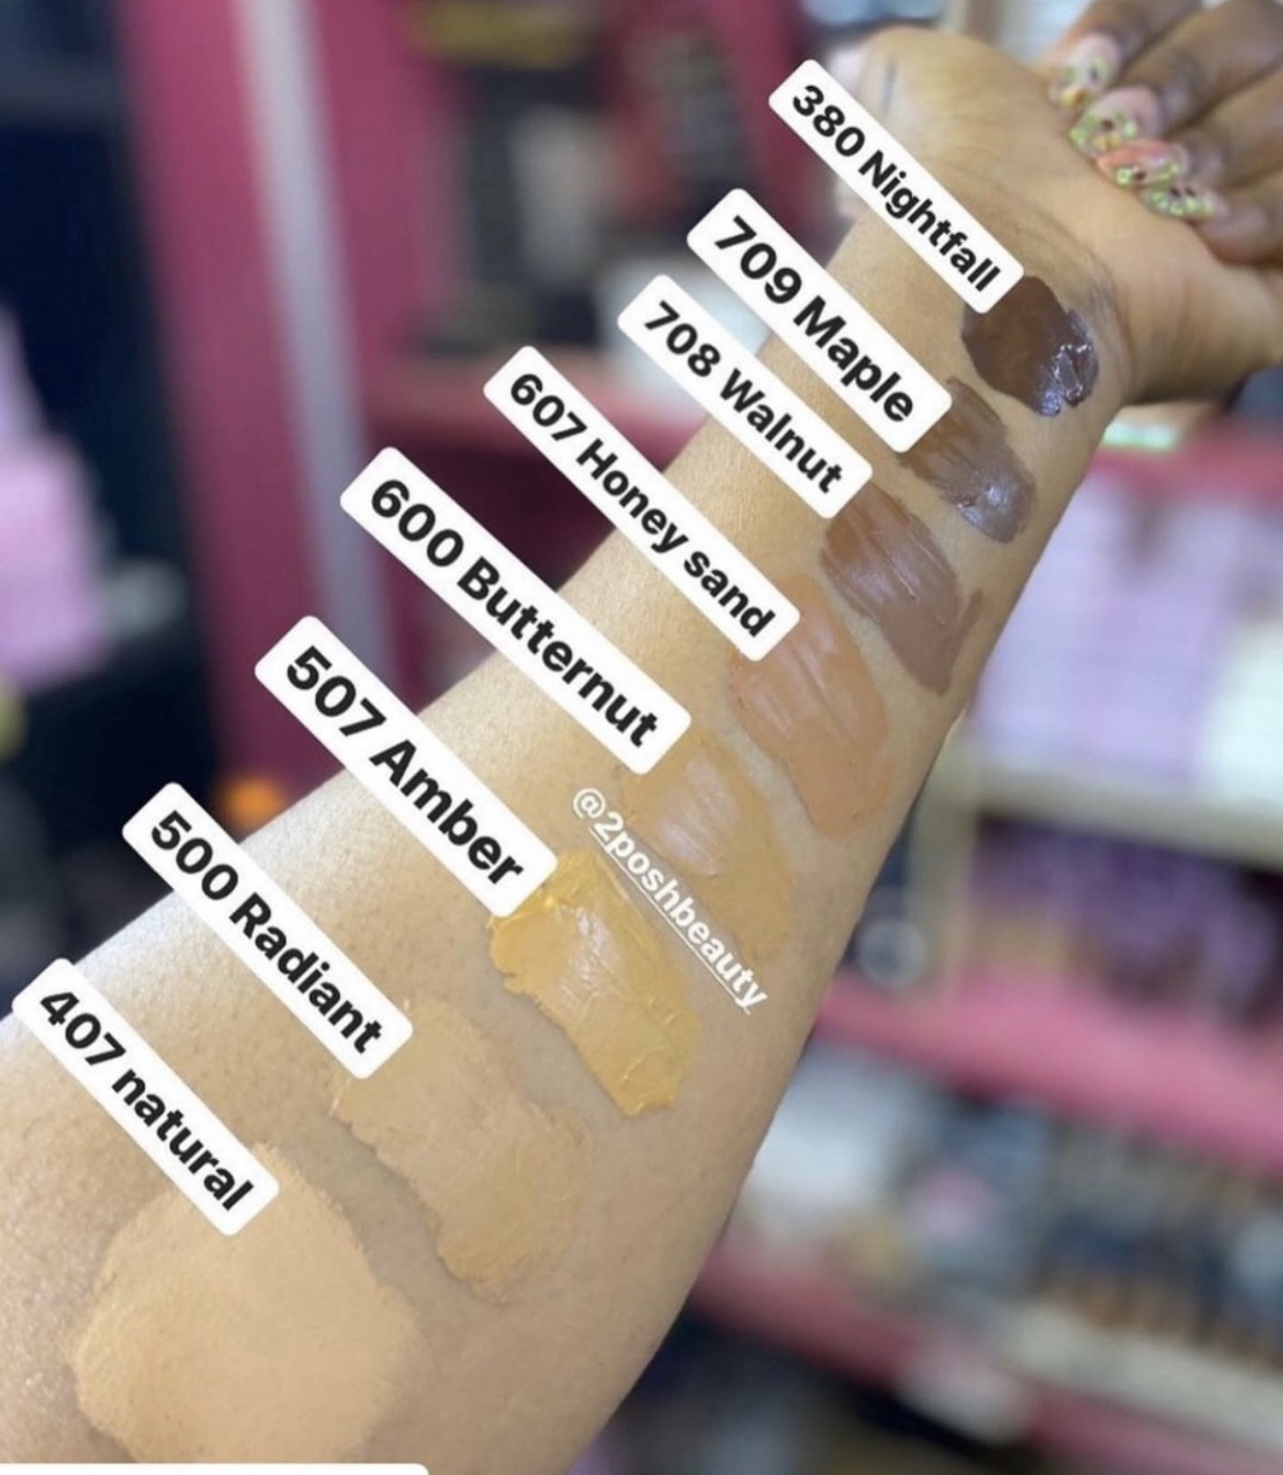 380 Nightfall
709 Maple
708 Walnut
607 Honey sand
600 Butternut
507 Amber
@2poshbeauty
500 Radiant
407 natural